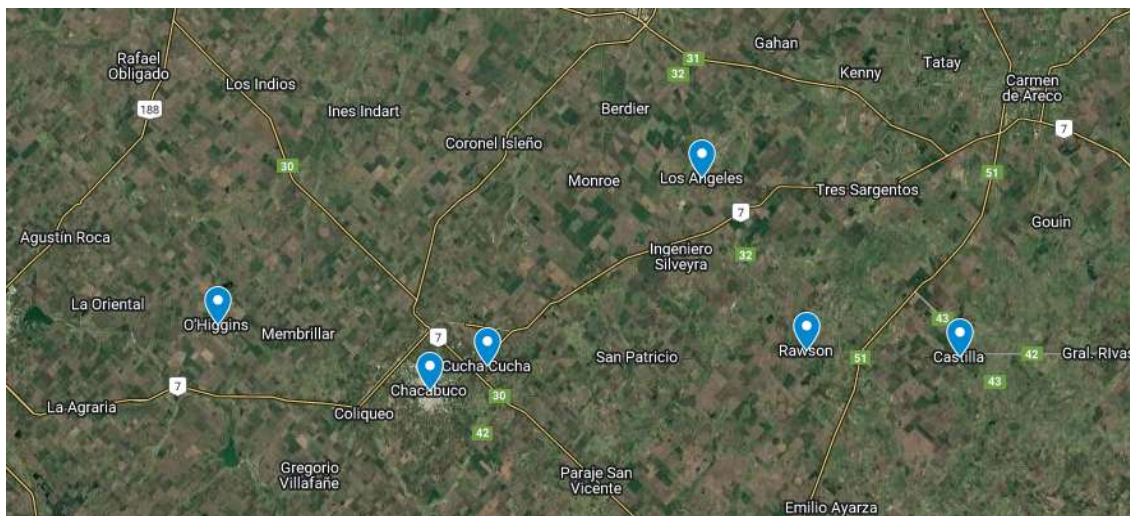 Gahan
Rafael
Obligado
31
Tatay
Kenny
32
Los Indios
Carmen
de Areco
188
Ines Indart
Berdier
7
Coronel Isleño
30
51
Monroe
Los Angeles
Tres Sargentos
7
Gouin
Agustín Roca
Ingeniero
Silveyra
32
La Oriental
O'Higgins
43
Membrillar
7
Rawson
San Patricio
51
Castilla
42
Gral. RIvas
Cucha Cucha
7
Chacabuco
43
30
La Agraria
Coliqueo
42
Gregorio
Villafañe
Paraje San
Vicente
Emilio Ayarza